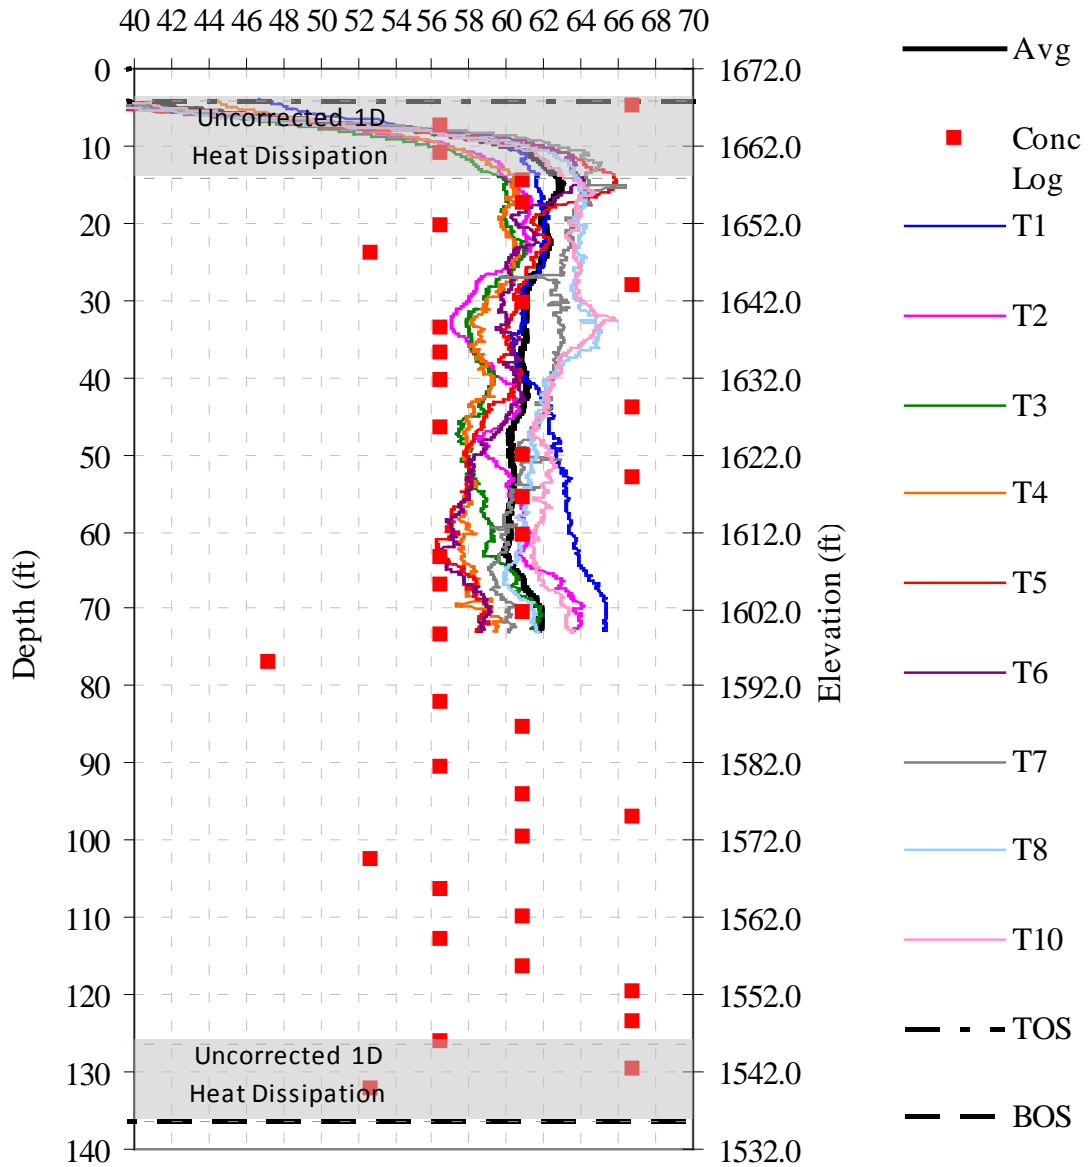 40 42 44 46 48 50 52 54 56 58 60 62 64 66 68 70
0
10
20
30
40
50
60
70
80
90
100
110
120
130
140
Depth (ft)
Uncorrected 1D
Heat Dissipation
Uncorrected 1D
Heat Dissipation
1672.0
1662.0
1652.0
1642.0
1632.0
1622.0
1612.0
1602.0
1592.0
1582.0
1572.0
1562.0
1552.0
1542.0
1532.0
Elevation (ft)
Avg
Conc
Log
T1
T2
T3
T4
T5
T6
T7
T8
T10
TOS
BOS